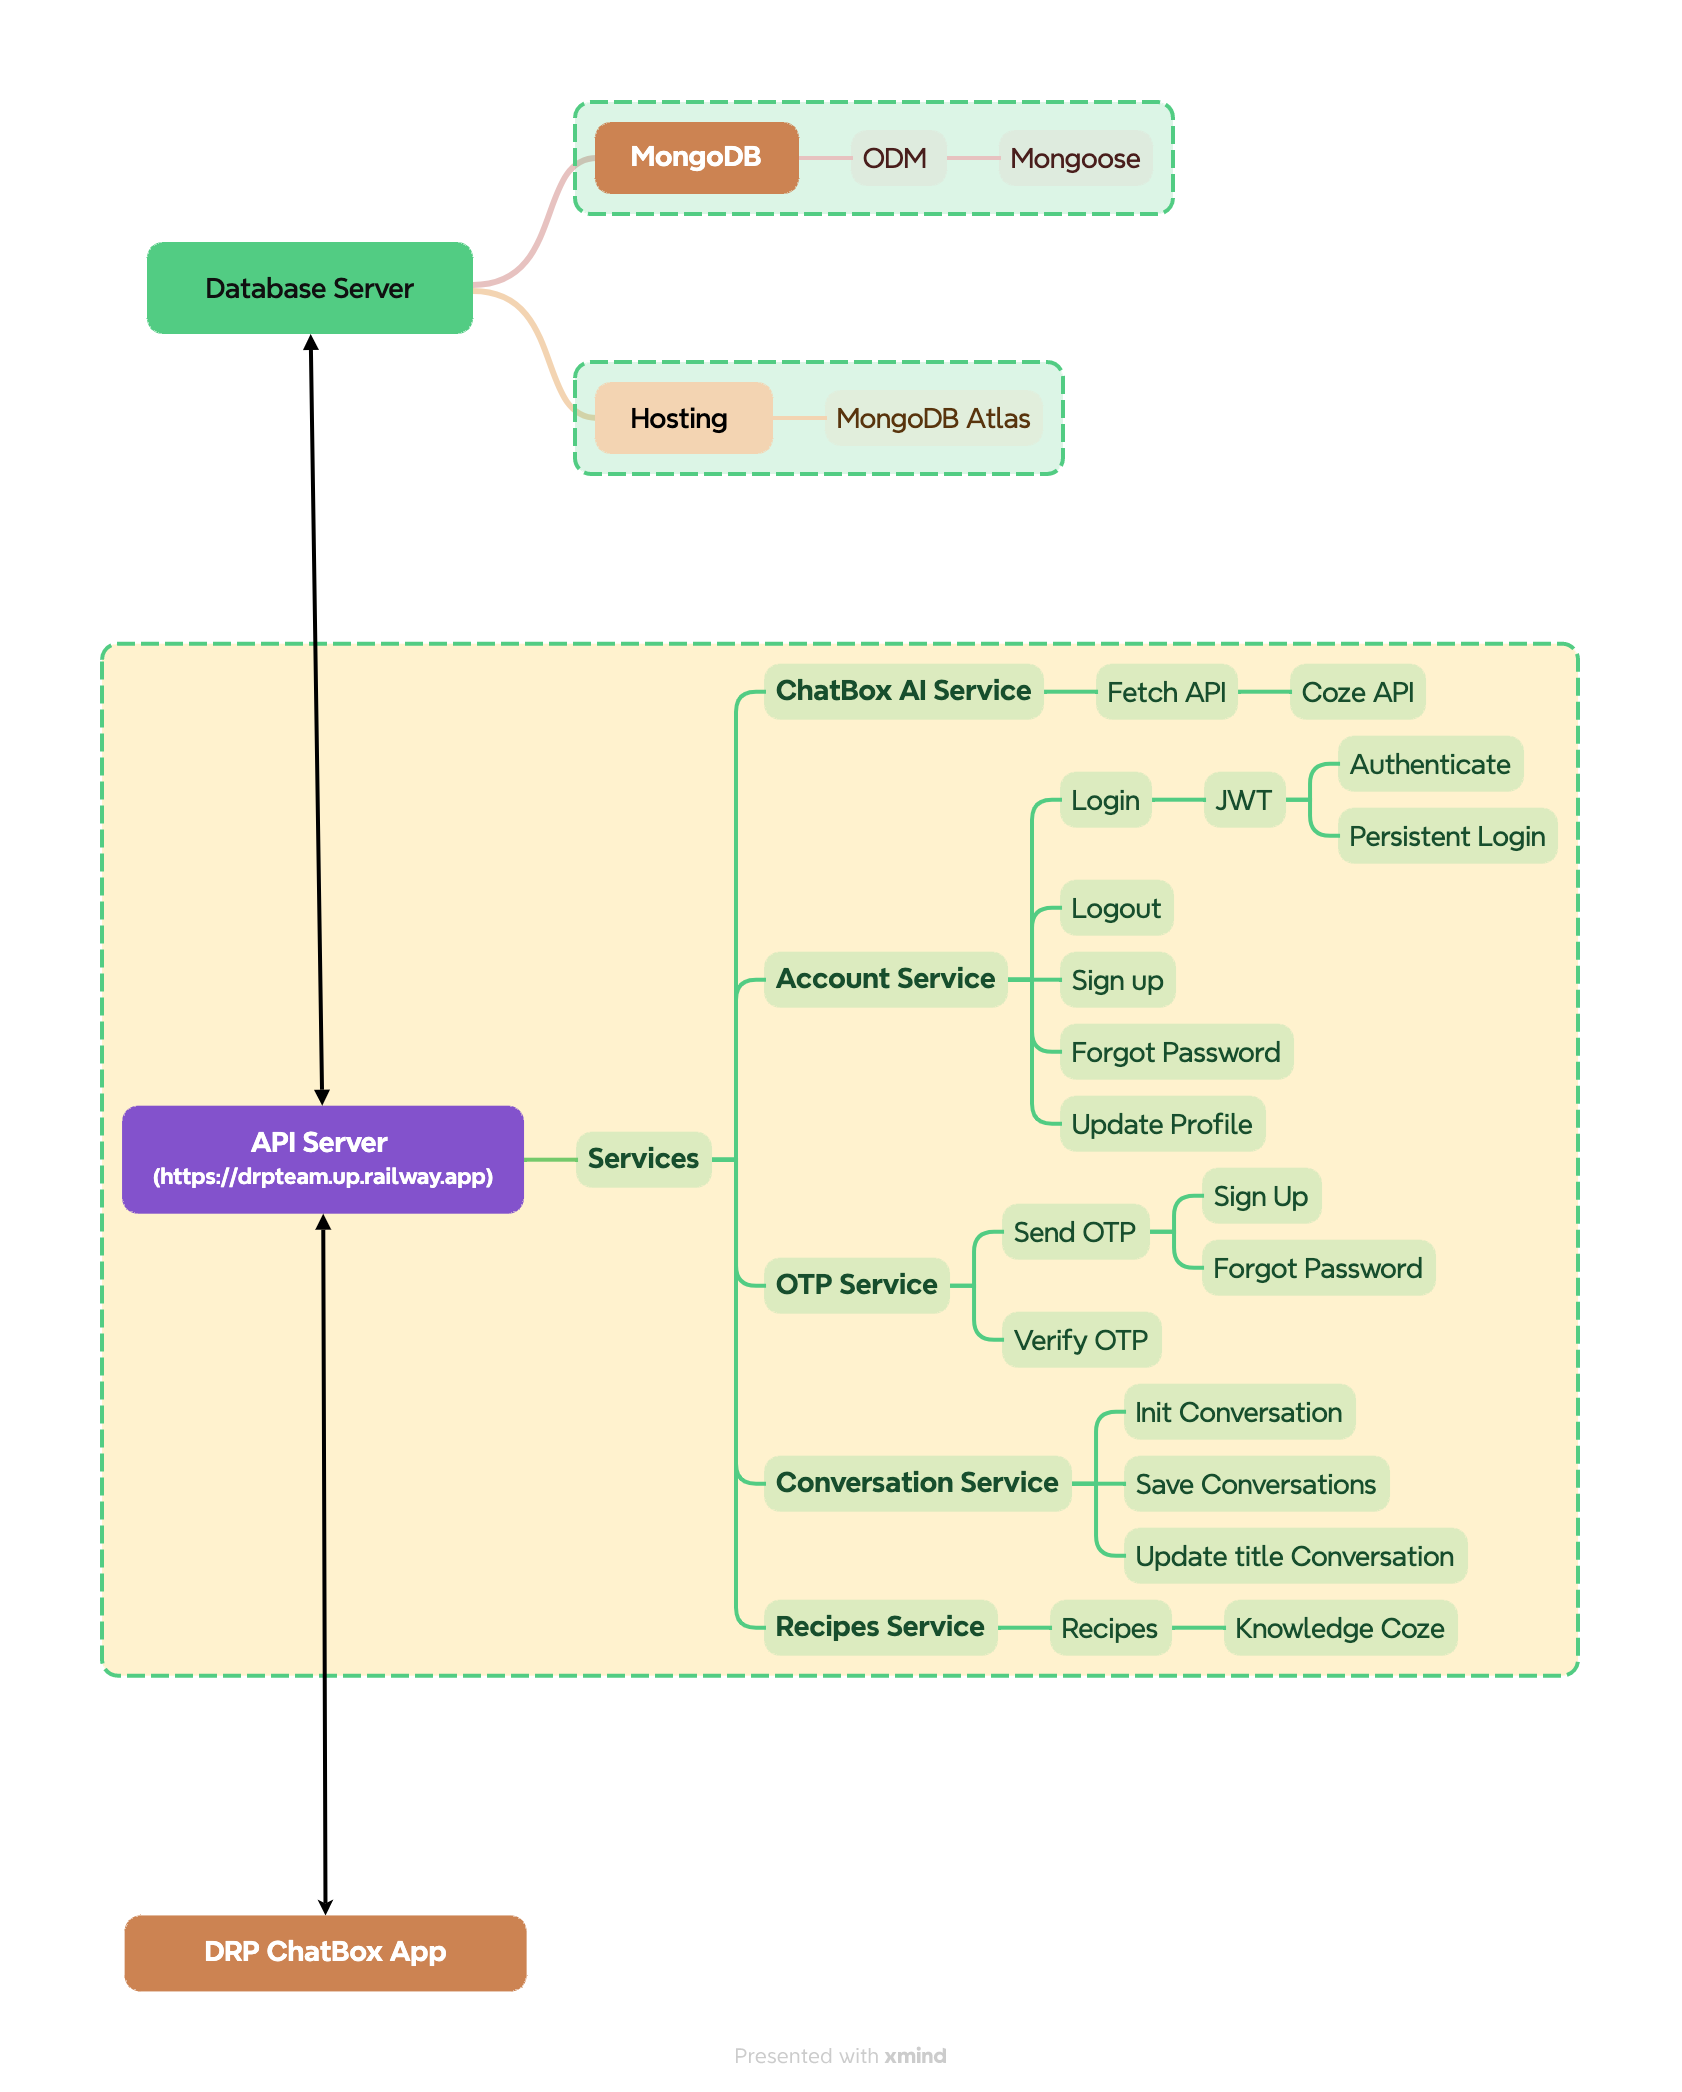 MongoDB
ODM
Mongoose
Database Server
Hosting
MongoDB Atlas
ChatBox AI Service
Fetch API
Coze API
Authenticate
Login
JWT
Persistent Login
Logout
Account Service
Sign up
Forgot Password
Update Profile
API Server
(https://drpteam.up.railway.app)
Services
Sign Up
Send OTP
Forgot Password
OTP Service
Verify OTP
Init Conversation
Conversation Service
Save Conversations
Update title Conversation
Recipes Service
Recipes
Knowledge Coze
DRP ChatBox App
Presented with xmind